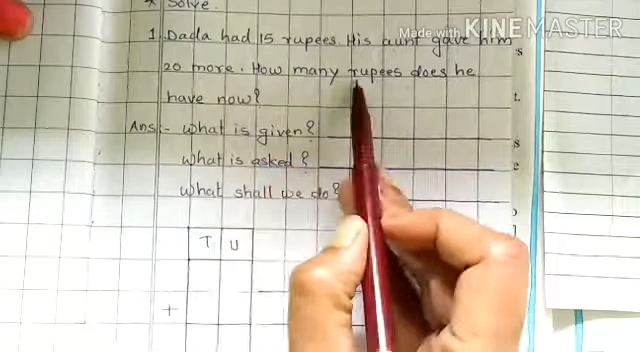 * Solve.
Made with KINEMASTER
1. Dada had 15 rupees. His aunt gave him
20 more. How many rupees does he
have now?
Ans:- what is given?
what is asked?
what shall we do?
T U
+